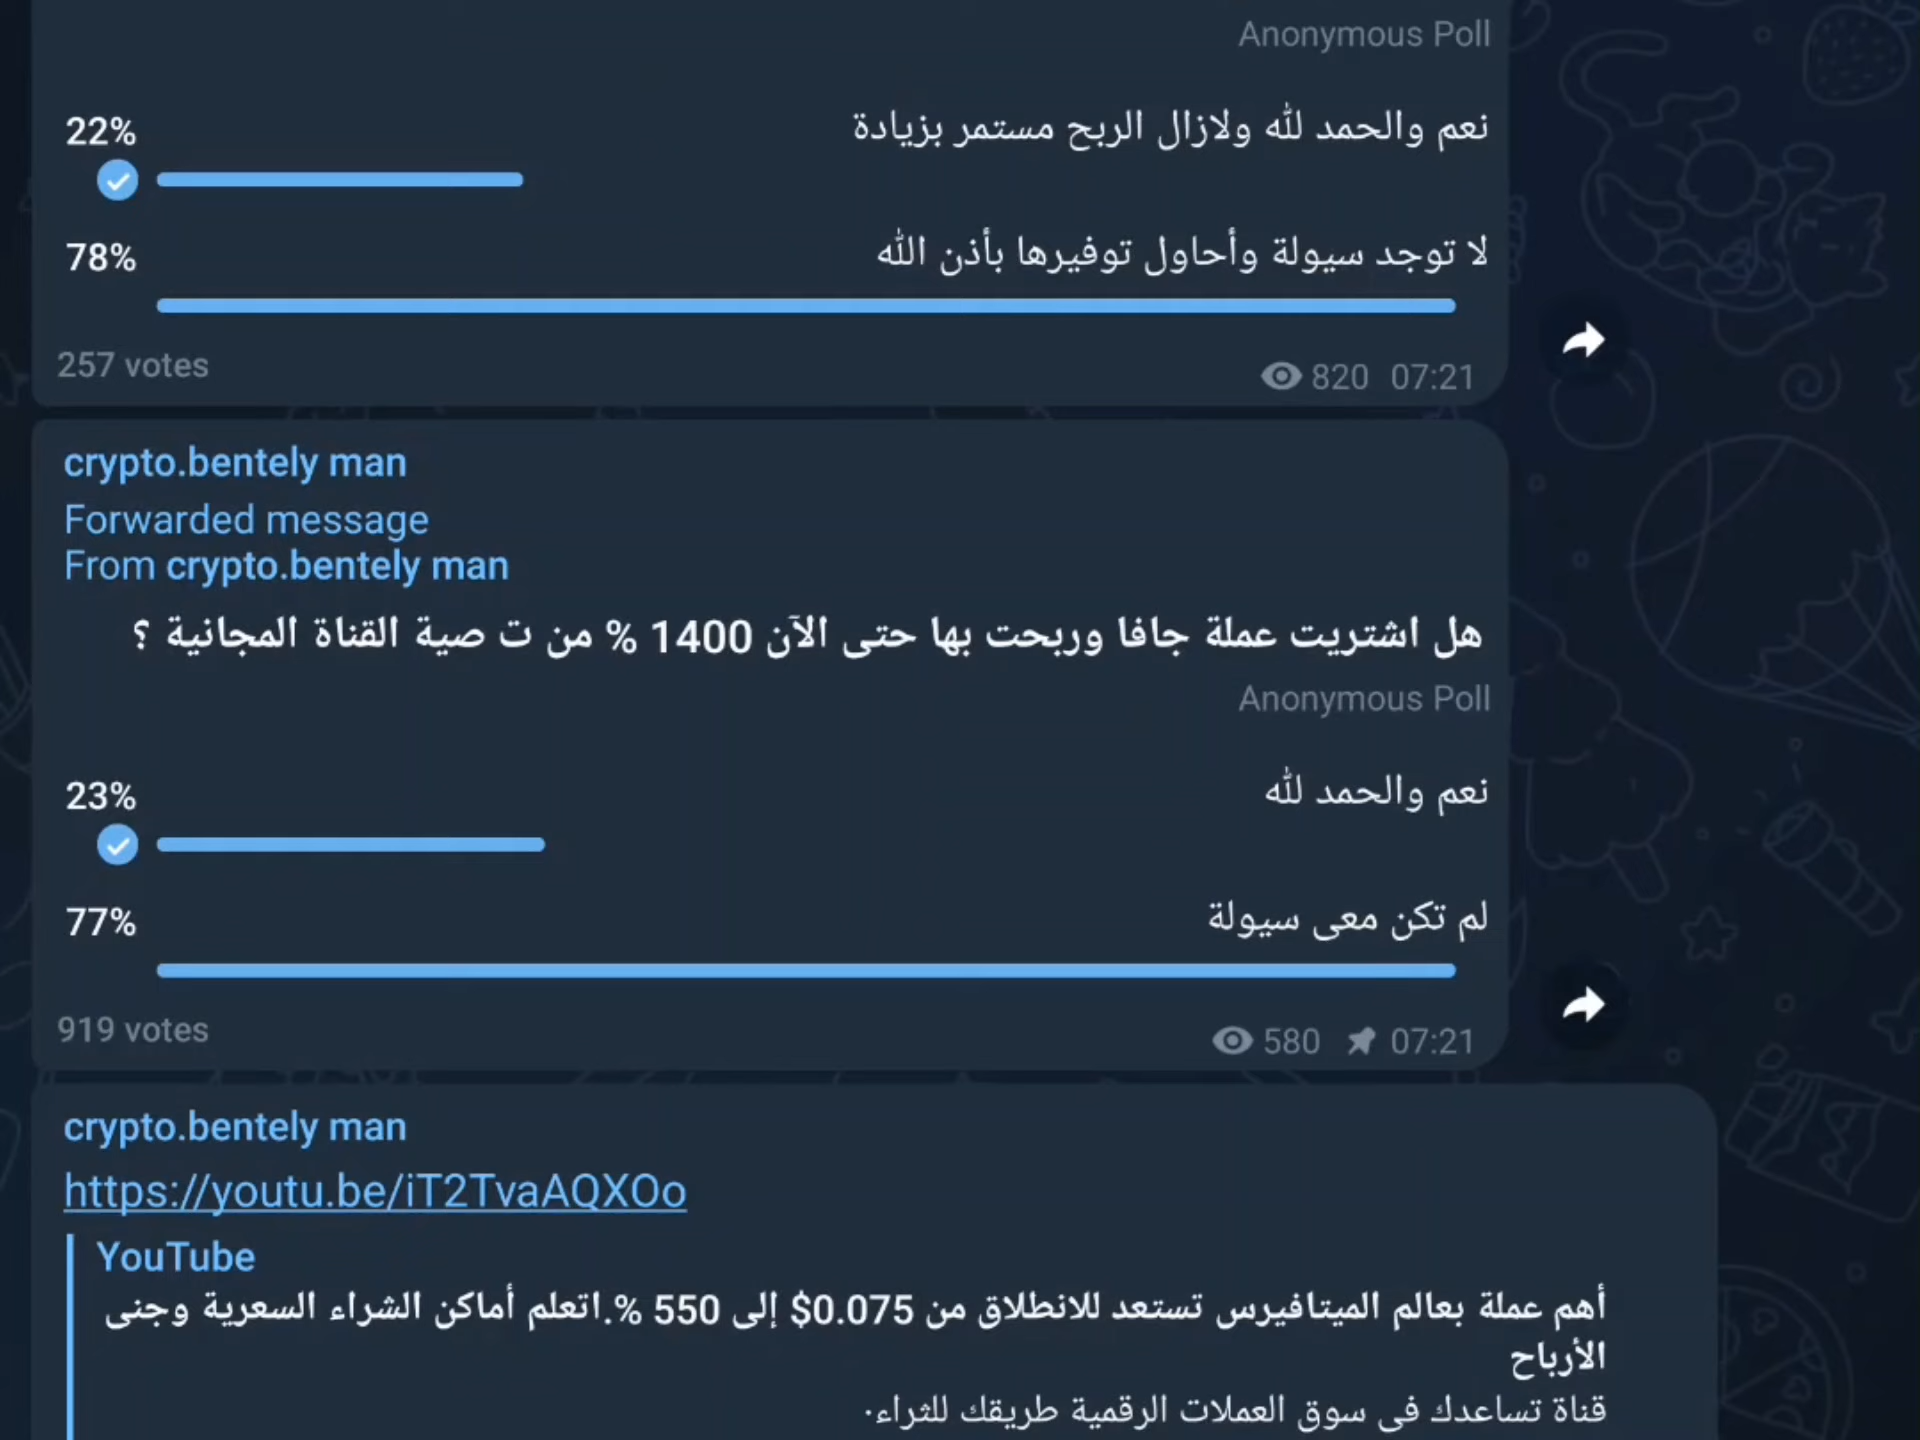 Anonymous Poll
22%
نعم والحمد لله ولازال الربح مستمر بزيادة
78%
لا توجد سيولة وأحاول توفيرها بأذن الله
257 votes
820 07:21
crypto.bentely man
Forwarded message
From crypto.bentely man
هل اشتريت عملة جافا وربحت بها حتى الآن 1400 % من ت صية القناة المجانية ؟
Anonymous Poll
23%
نعم والحمد لله
77%
لم تكن معى سيولة
919 votes
580 07:21
crypto.bentely man
https://youtu.be/iT2TvaAQXOo
YouTube
أهم عملة بعالم الميتافيرس تستعد للانطلاق من 0.075$ إلى 550 %.اتعلم أماكن الشراء السعرية وجنى
الأرباح
قناة تساعدك فى سوق العملات الرقمية طريقك للثراء.